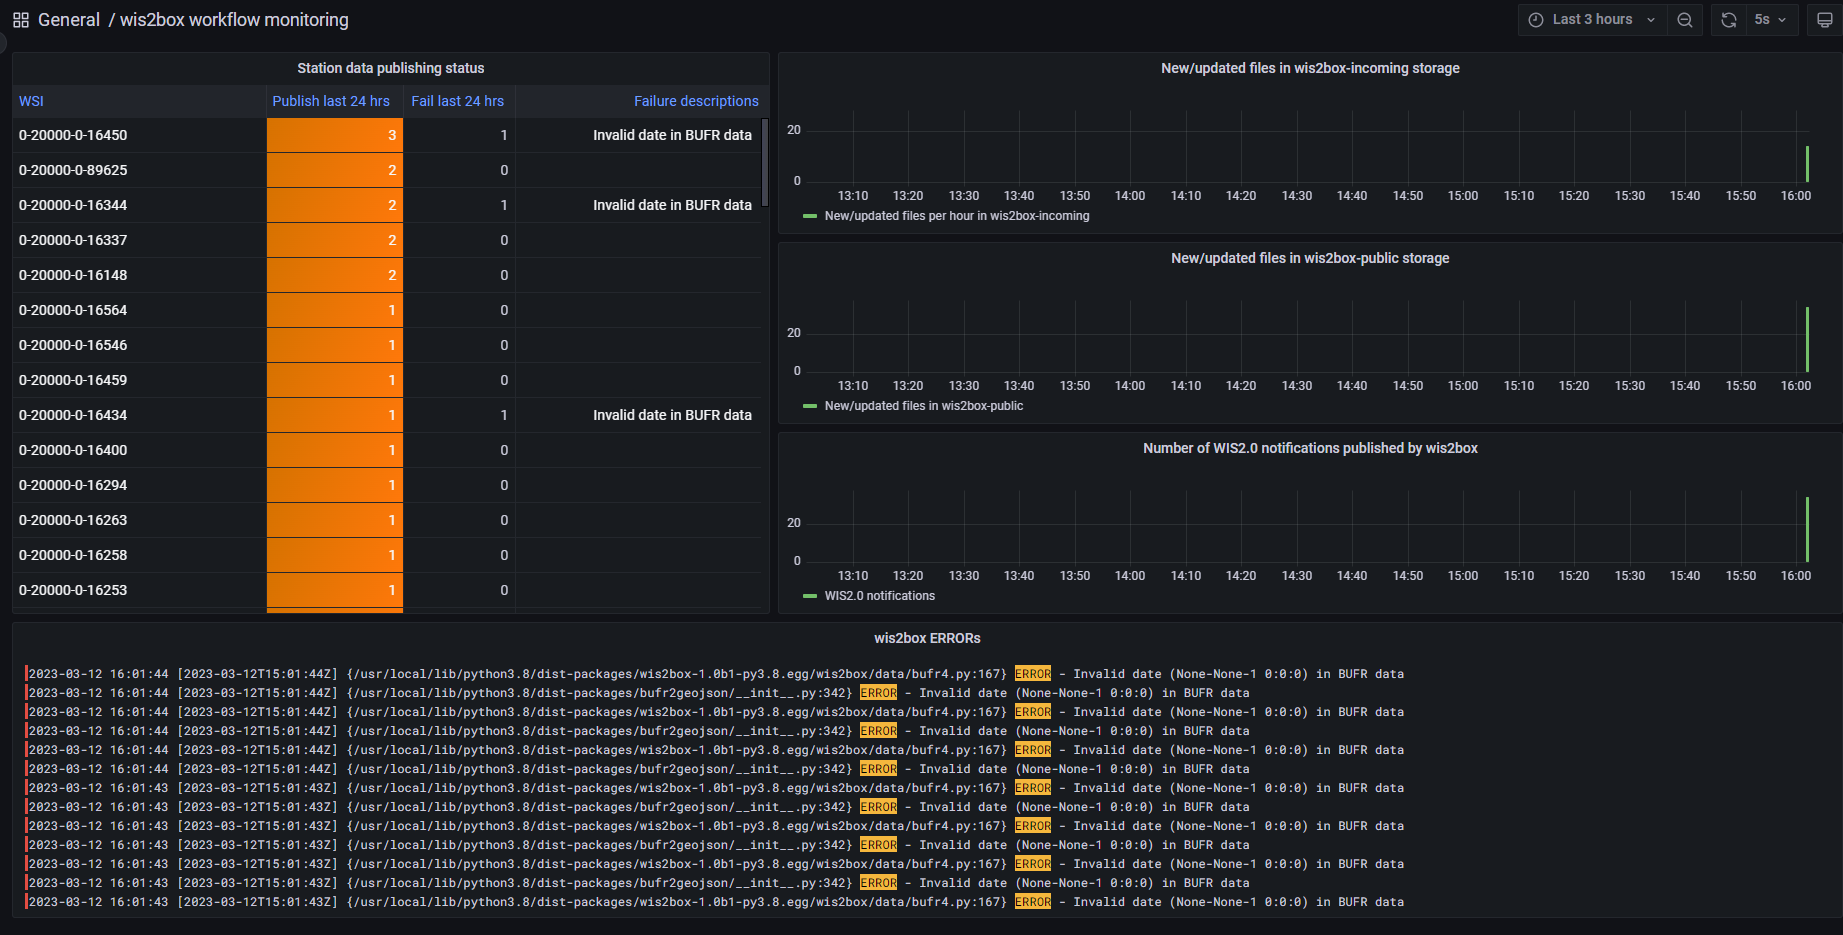 General / wis2box workflow monitoring
Last 3 hours
5s
Station data publishing status
WSI Publish last 24 hrs Fail last 24 hrs Failure descriptions
0-20000-0-16450 3 1 Invalid date in BUFR data
0-20000-0-89625 2 0
0-20000-0-16344 2 1 Invalid date in BUFR data
0-20000-0-16337 2 0
0-20000-0-16148 2 0
0-20000-0-16564 1 0
0-20000-0-16546 1 0
0-20000-0-16459 1 0
0-20000-0-16434 1 1 Invalid date in BUFR data
0-20000-0-16400 1 0
0-20000-0-16294 1 0
0-20000-0-16263 1 0
0-20000-0-16258 1 0
0-20000-0-16253 1 0
New/updated files in wis2box-incoming storage
20
0
13:10 13:20 13:30 13:40 13:50 14:00 14:10 14:20 14:30 14:40 14:50 15:00 15:10 15:20 15:30 15:40 15:50 16:00
New/updated files per hour in wis2box-incoming
New/updated files in wis2box-public storage
20
0
13:10 13:20 13:30 13:40 13:50 14:00 14:10 14:20 14:30 14:40 14:50 15:00 15:10 15:20 15:30 15:40 15:50 16:00
New/updated files in wis2box-public
Number of WIS2.0 notifications published by wis2box
20
0
13:10 13:20 13:30 13:40 13:50 14:00 14:10 14:20 14:30 14:40 14:50 15:00 15:10 15:20 15:30 15:40 15:50 16:00
WIS2.0 notifications
wis2box ERRORs
2023-03-12 16:01:44 [2023-03-12T15:01:44Z] {/usr/local/lib/python3.8/dist-packages/wis2box-1.0b1-py3.8.egg/wis2box/data/bufr4.py:167} ERROR - Invalid date (None-None-1 0:0:0) in BUFR data
2023-03-12 16:01:44 [2023-03-12T15:01:44Z] {/usr/local/lib/python3.8/dist-packages/bufr2geojson/__init__.py:342} ERROR - Invalid date (None-None-1 0:0:0) in BUFR data
2023-03-12 16:01:44 [2023-03-12T15:01:44Z] {/usr/local/lib/python3.8/dist-packages/wis2box-1.0b1-py3.8.egg/wis2box/data/bufr4.py:167} ERROR - Invalid date (None-None-1 0:0:0) in BUFR data
2023-03-12 16:01:44 [2023-03-12T15:01:44Z] {/usr/local/lib/python3.8/dist-packages/bufr2geojson/__init__.py:342} ERROR - Invalid date (None-None-1 0:0:0) in BUFR data
2023-03-12 16:01:44 [2023-03-12T15:01:44Z] {/usr/local/lib/python3.8/dist-packages/wis2box-1.0b1-py3.8.egg/wis2box/data/bufr4.py:167} ERROR - Invalid date (None-None-1 0:0:0) in BUFR data
2023-03-12 16:01:44 [2023-03-12T15:01:44Z] {/usr/local/lib/python3.8/dist-packages/bufr2geojson/__init__.py:342} ERROR - Invalid date (None-None-1 0:0:0) in BUFR data
2023-03-12 16:01:43 [2023-03-12T15:01:43Z] {/usr/local/lib/python3.8/dist-packages/wis2box-1.0b1-py3.8.egg/wis2box/data/bufr4.py:167} ERROR - Invalid date (None-None-1 0:0:0) in BUFR data
2023-03-12 16:01:43 [2023-03-12T15:01:43Z] {/usr/local/lib/python3.8/dist-packages/bufr2geojson/__init__.py:342} ERROR - Invalid date (None-None-1 0:0:0) in BUFR data
2023-03-12 16:01:43 [2023-03-12T15:01:43Z] {/usr/local/lib/python3.8/dist-packages/wis2box-1.0b1-py3.8.egg/wis2box/data/bufr4.py:167} ERROR - Invalid date (None-None-1 0:0:0) in BUFR data
2023-03-12 16:01:43 [2023-03-12T15:01:43Z] {/usr/local/lib/python3.8/dist-packages/bufr2geojson/__init__.py:342} ERROR - Invalid date (None-None-1 0:0:0) in BUFR data
2023-03-12 16:01:43 [2023-03-12T15:01:43Z] {/usr/local/lib/python3.8/dist-packages/wis2box-1.0b1-py3.8.egg/wis2box/data/bufr4.py:167} ERROR - Invalid date (None-None-1 0:0:0) in BUFR data
2023-03-12 16:01:43 [2023-03-12T15:01:43Z] {/usr/local/lib/python3.8/dist-packages/bufr2geojson/__init__.py:342} ERROR - Invalid date (None-None-1 0:0:0) in BUFR data
2023-03-12 16:01:43 [2023-03-12T15:01:43Z] {/usr/local/lib/python3.8/dist-packages/wis2box-1.0b1-py3.8.egg/wis2box/data/bufr4.py:167} ERROR - Invalid date (None-None-1 0:0:0) in BUFR data